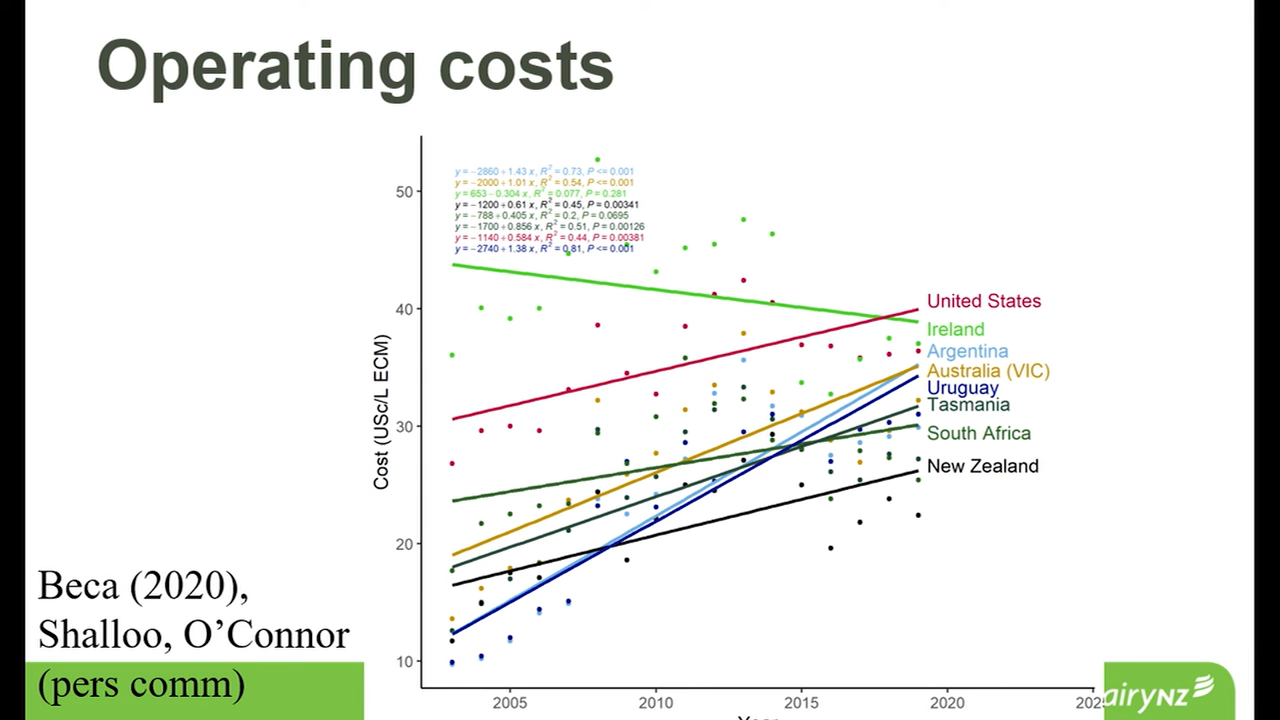 Operating costs
y = −2860 + 1.43 x, R² = 0.73, P <= 0.001
y = −2000 + 1.01 x, R² = 0.54, P <= 0.001
y = 653 − 0.304 x, R² = 0.077, P = 0.281
y = −1200 + 0.61 x, R² = 0.45, P = 0.00341
y = −788 + 0.405 x, R² = 0.2, P = 0.0695
y = −1700 + 0.856 x, R² = 0.51, P = 0.00126
y = −1140 + 0.584 x, R² = 0.44, P = 0.00381
y = −2740 + 1.38 x, R² = 0.81, P <= 0.001
50
40
30
20
10
Cost (USc/L ECM)
United States
Ireland
Argentina
Australia (VIC)
Uruguay
Tasmania
South Africa
New Zealand
2005
2010
2015
2020
Beca (2020),
Shalloo, O’Connor
(pers comm)
airyNZ